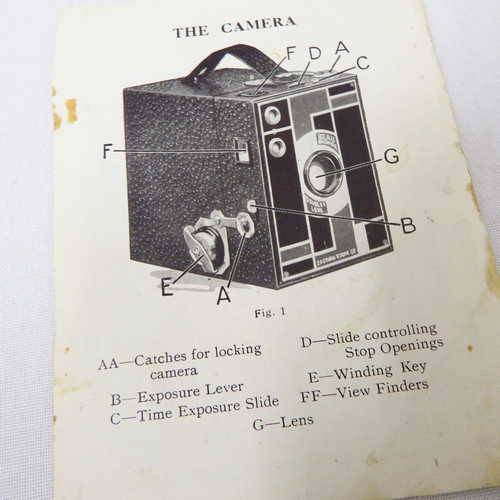 THE CAMERA
F D A
C
F
G
B
E
A
Fig. 1
AA—Catches for locking
camera
B—Exposure Lever
C—Time Exposure Slide
D—Slide controlling
Stop Openings
E—Winding Key
FF—View Finders
G—Lens